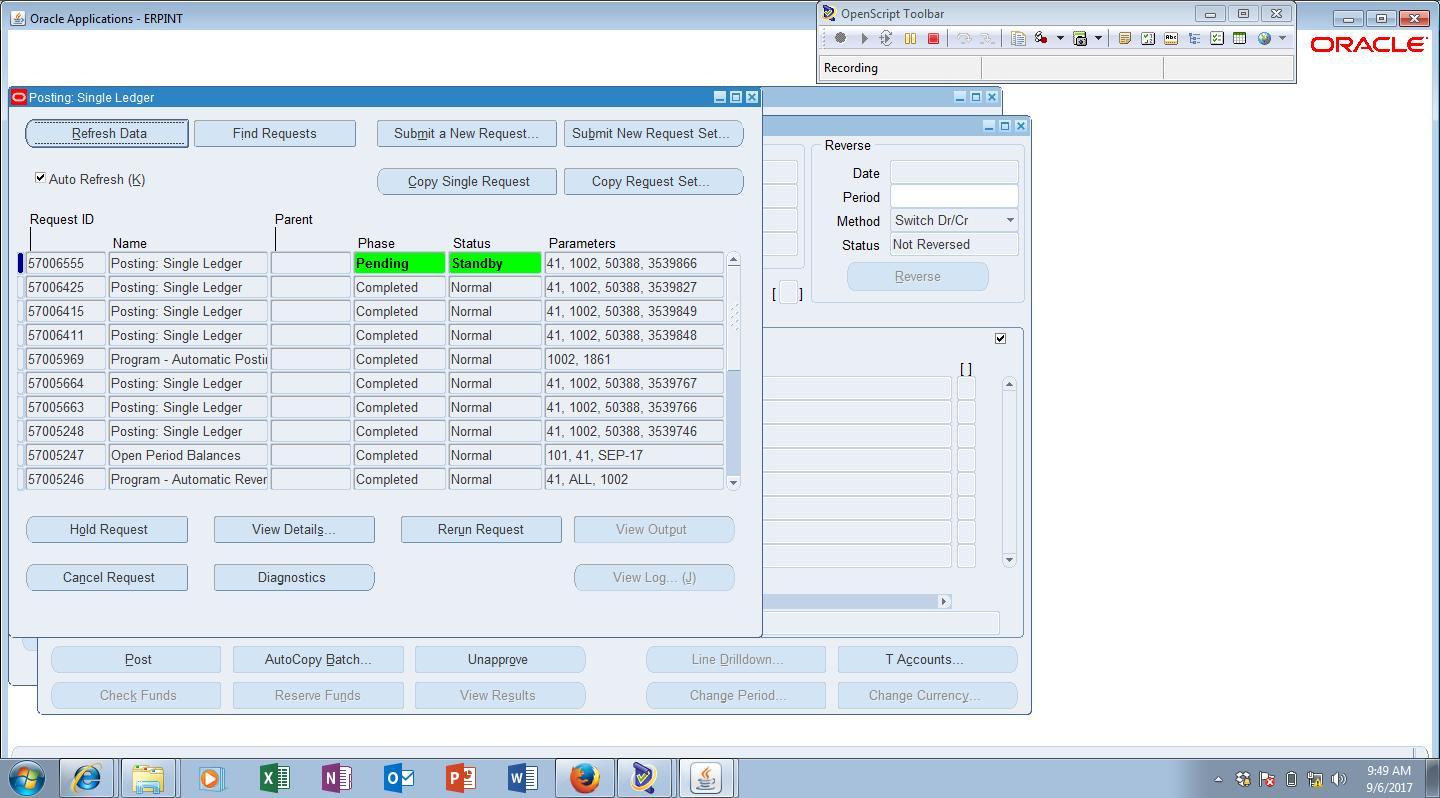 Oracle Applications - ERPINT
OpenScript Toolbar
Recording
ORACLE
Posting: Single Ledger
Refresh Data
Find Requests
Submit a New Request...
Submit New Request Set...
Auto Refresh (K)
Copy Single Request
Copy Request Set...
Request ID
Parent
Name
Phase
Status
Parameters
57006555 Posting: Single Ledger Pending Standby 41, 1002, 50388, 3539866
57006425 Posting: Single Ledger Completed Normal 41, 1002, 50388, 3539827
57006415 Posting: Single Ledger Completed Normal 41, 1002, 50388, 3539849
57006411 Posting: Single Ledger Completed Normal 41, 1002, 50388, 3539848
57005969 Program - Automatic Posti Completed Normal 1002, 1861
57005664 Posting: Single Ledger Completed Normal 41, 1002, 50388, 3539767
57005663 Posting: Single Ledger Completed Normal 41, 1002, 50388, 3539766
57005248 Posting: Single Ledger Completed Normal 41, 1002, 50388, 3539746
57005247 Open Period Balances Completed Normal 101, 41, SEP-17
57005246 Program - Automatic Rever Completed Normal 41, ALL, 1002
Hold Request
View Details...
Rerun Request
View Output
Cancel Request
Diagnostics
View Log... (J)
Reverse
Date
Period
Method Switch Dr/Cr
Status Not Reversed
Reverse
[ ]
[ ]
Post
AutoCopy Batch...
Unapprove
Line Drilldown...
T Accounts...
Check Funds
Reserve Funds
View Results
Change Period...
Change Currency...
9:49 AM
9/6/2017